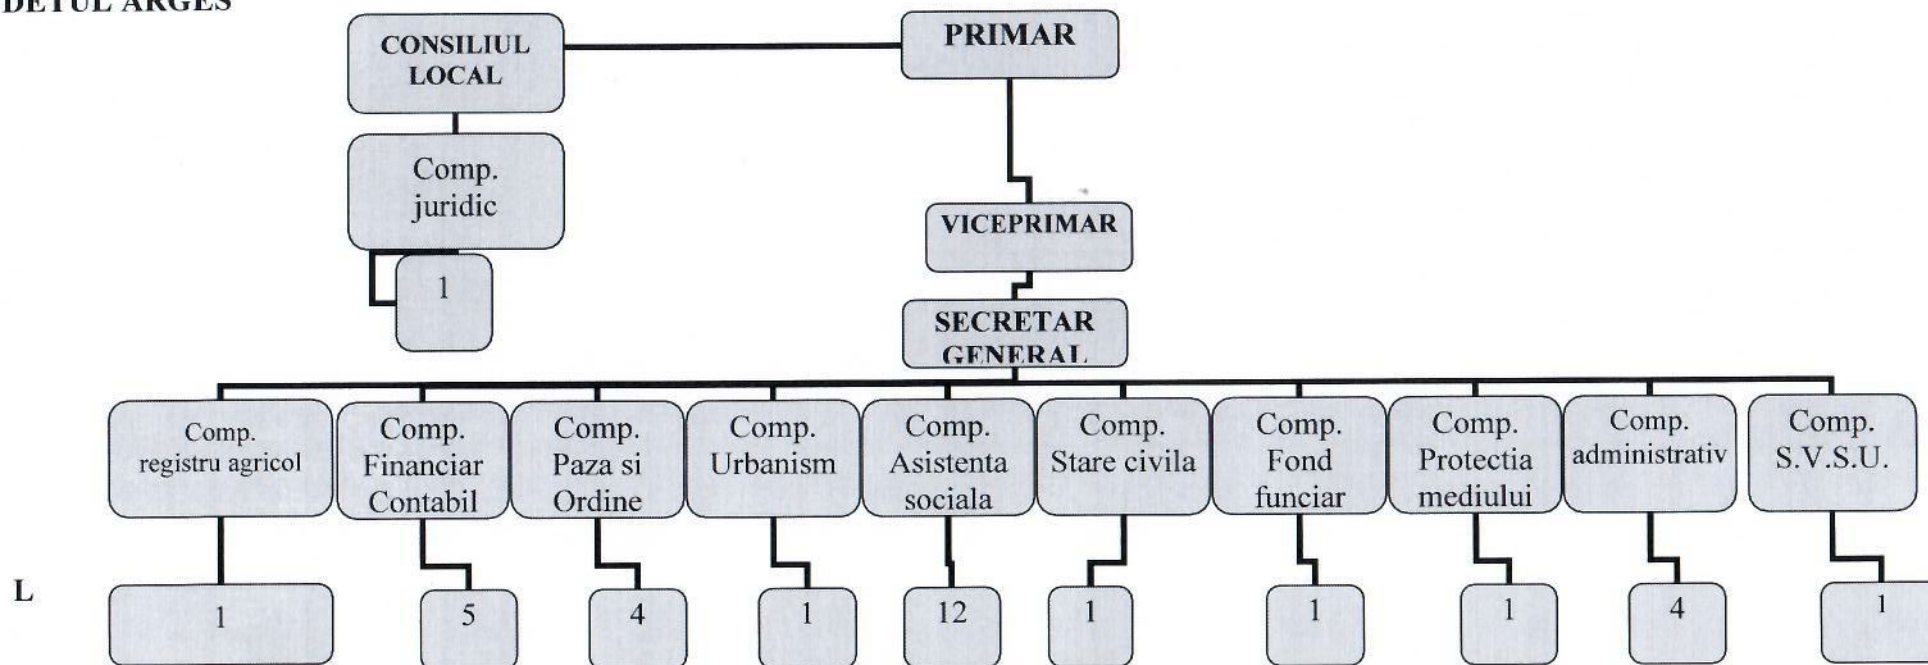 DETUL ARGES
CONSILIUL
LOCAL
PRIMAR
Comp.
juridic
1
VICEPRIMAR
SECRETAR
GENERAL
Comp.
registru agricol
Comp.
Financiar
Contabil
Comp.
Paza si
Ordine
Comp.
Urbanism
Comp.
Asistenta
sociala
Comp.
Stare civila
Comp.
Fond
funciar
Comp.
Protectia
mediului
Comp.
administrativ
Comp.
S.V.S.U.
L
1
5
4
1
12
1
1
1
4
1